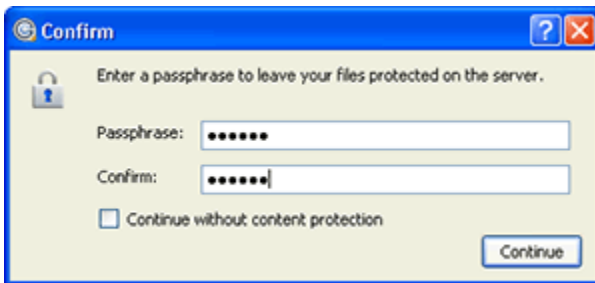 Confirm
Enter a passphrase to leave your files protected on the server.
Passphrase: ●●●●●●
Confirm: ●●●●●●
Continue without content protection
Continue